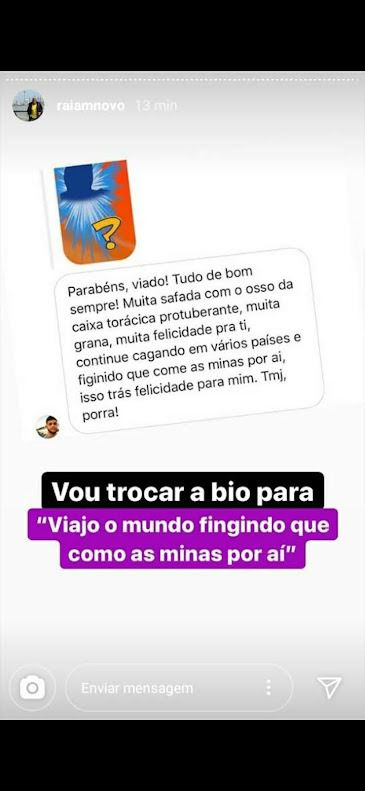 raiamnovo 13 min
?
Parabéns, viado! Tudo de bom
sempre! Muita safada com o osso da
caixa torácica protuberante, muita
grana, muita felicidade pra ti,
continue cagando em vários países e
figinido que come as minas por ai,
isso trás felicidade para mim. Tmj,
porra!
Vou trocar a bio para
“Viajo o mundo fingindo que
como as minas por aí”
Enviar mensagem